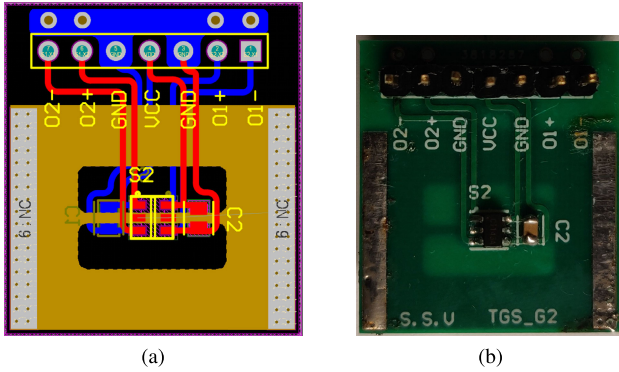 O2- O2+ GND VCC GND O1+ O1-
S2
C1 C2
6:NC 6:NC
(a)
O2- O2+ GND VCC GND O1+ O1-
S2
C2
S.S.V TGS_G2
(b)